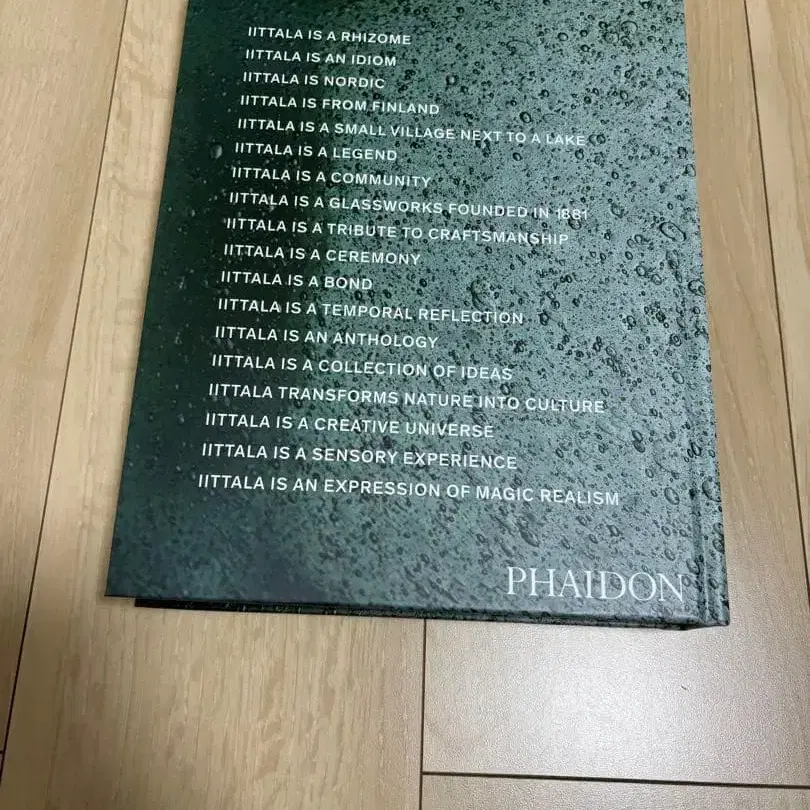 IITTALA IS A RHIZOME
IITTALA IS AN IDIOM
IITTALA IS NORDIC
IITTALA IS FROM FINLAND
IITTALA IS A SMALL VILLAGE NEXT TO A LAKE
IITTALA IS A LEGEND
IITTALA IS A COMMUNITY
IITTALA IS A GLASSWORKS FOUNDED IN 1881
IITTALA IS A TRIBUTE TO CRAFTSMANSHIP
IITTALA IS A CEREMONY
IITTALA IS A BOND
IITTALA IS A TEMPORAL REFLECTION
IITTALA IS AN ANTHOLOGY
IITTALA IS A COLLECTION OF IDEAS
IITTALA TRANSFORMS NATURE INTO CULTURE
IITTALA IS A CREATIVE UNIVERSE
IITTALA IS A SENSORY EXPERIENCE
IITTALA IS AN EXPRESSION OF MAGIC REALISM
PHAIDON